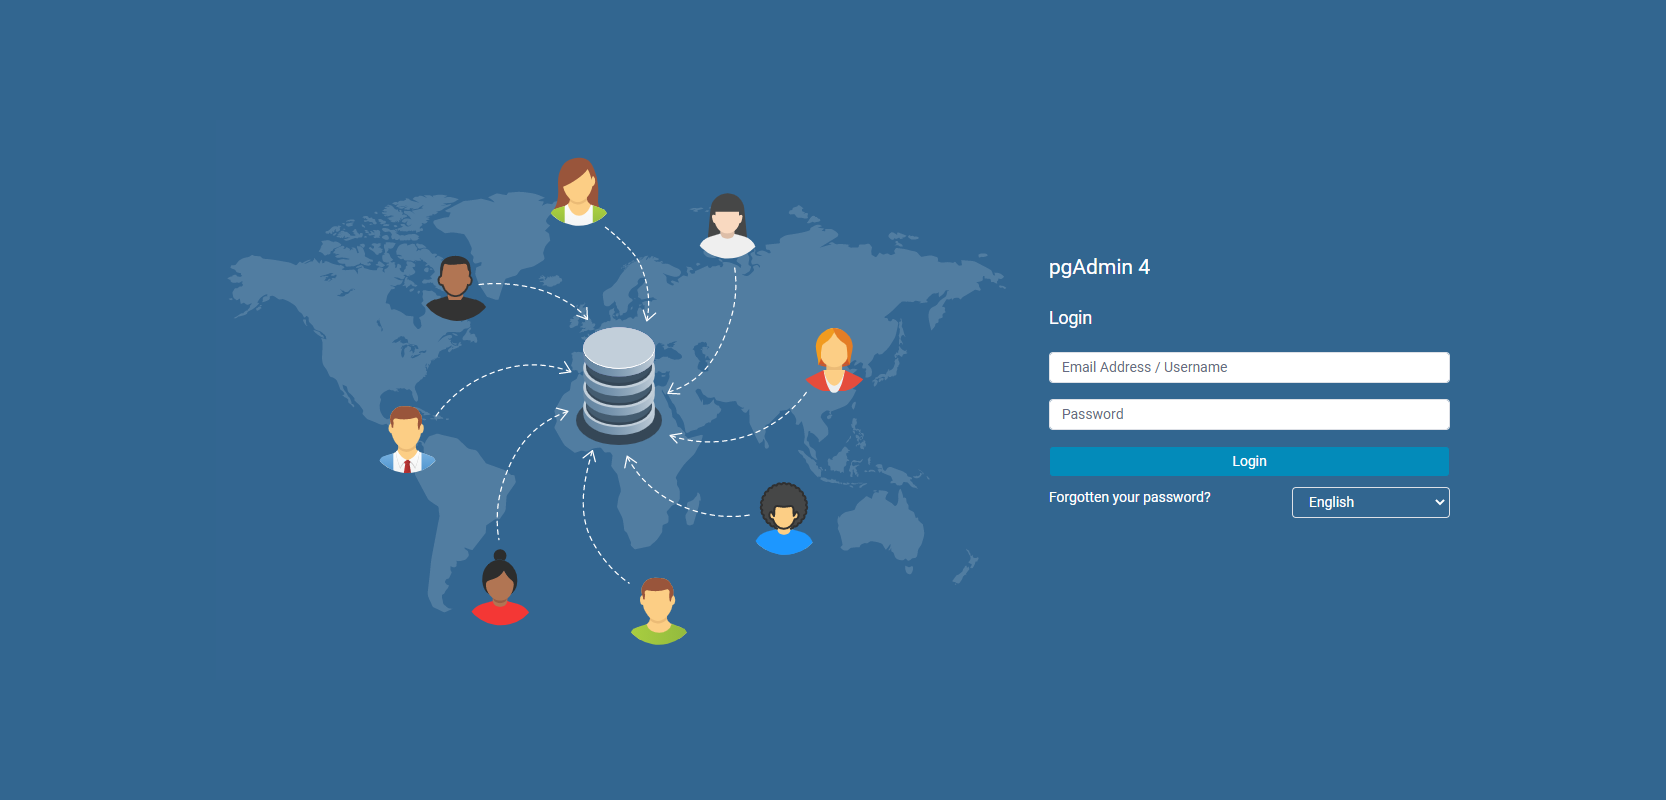 pgAdmin 4
Login
Email Address / Username
Password
Login
Forgotten your password?
English